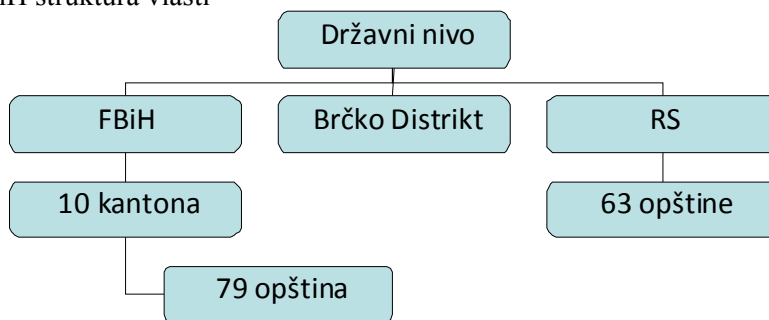 struktura vlasti
Državni nivo
FBiH
Brčko Distrikt
RS
10 kantona
63 opštine
79 opština